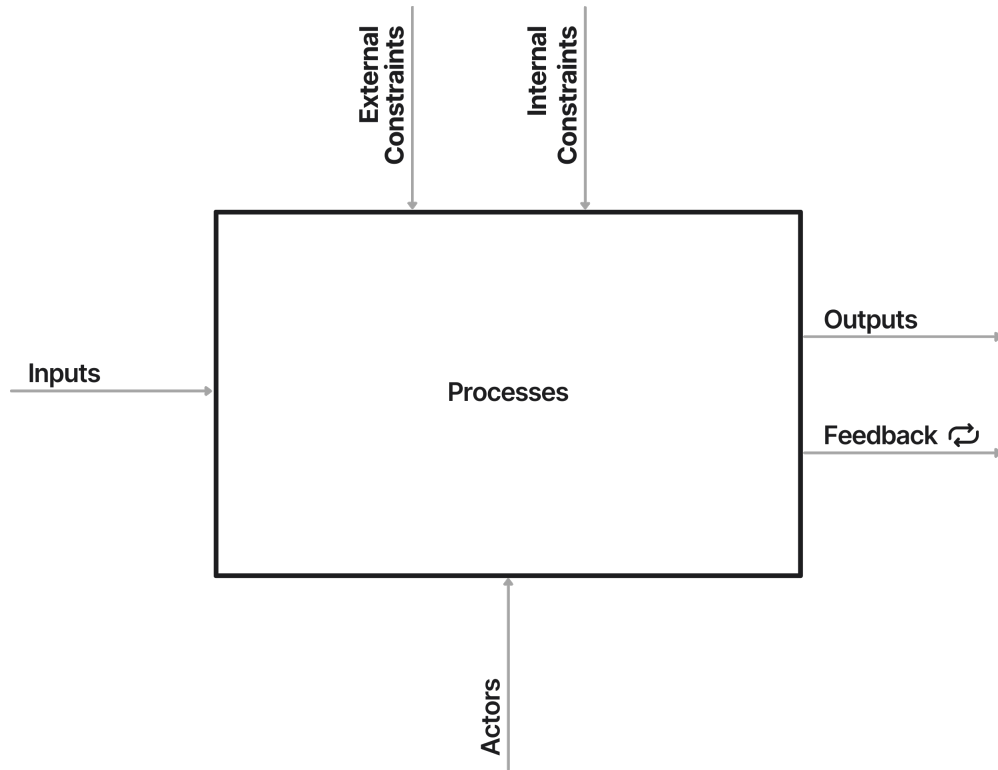 External
Constraints
Internal
Constraints
Outputs
Inputs
Processes
Feedback
Actors